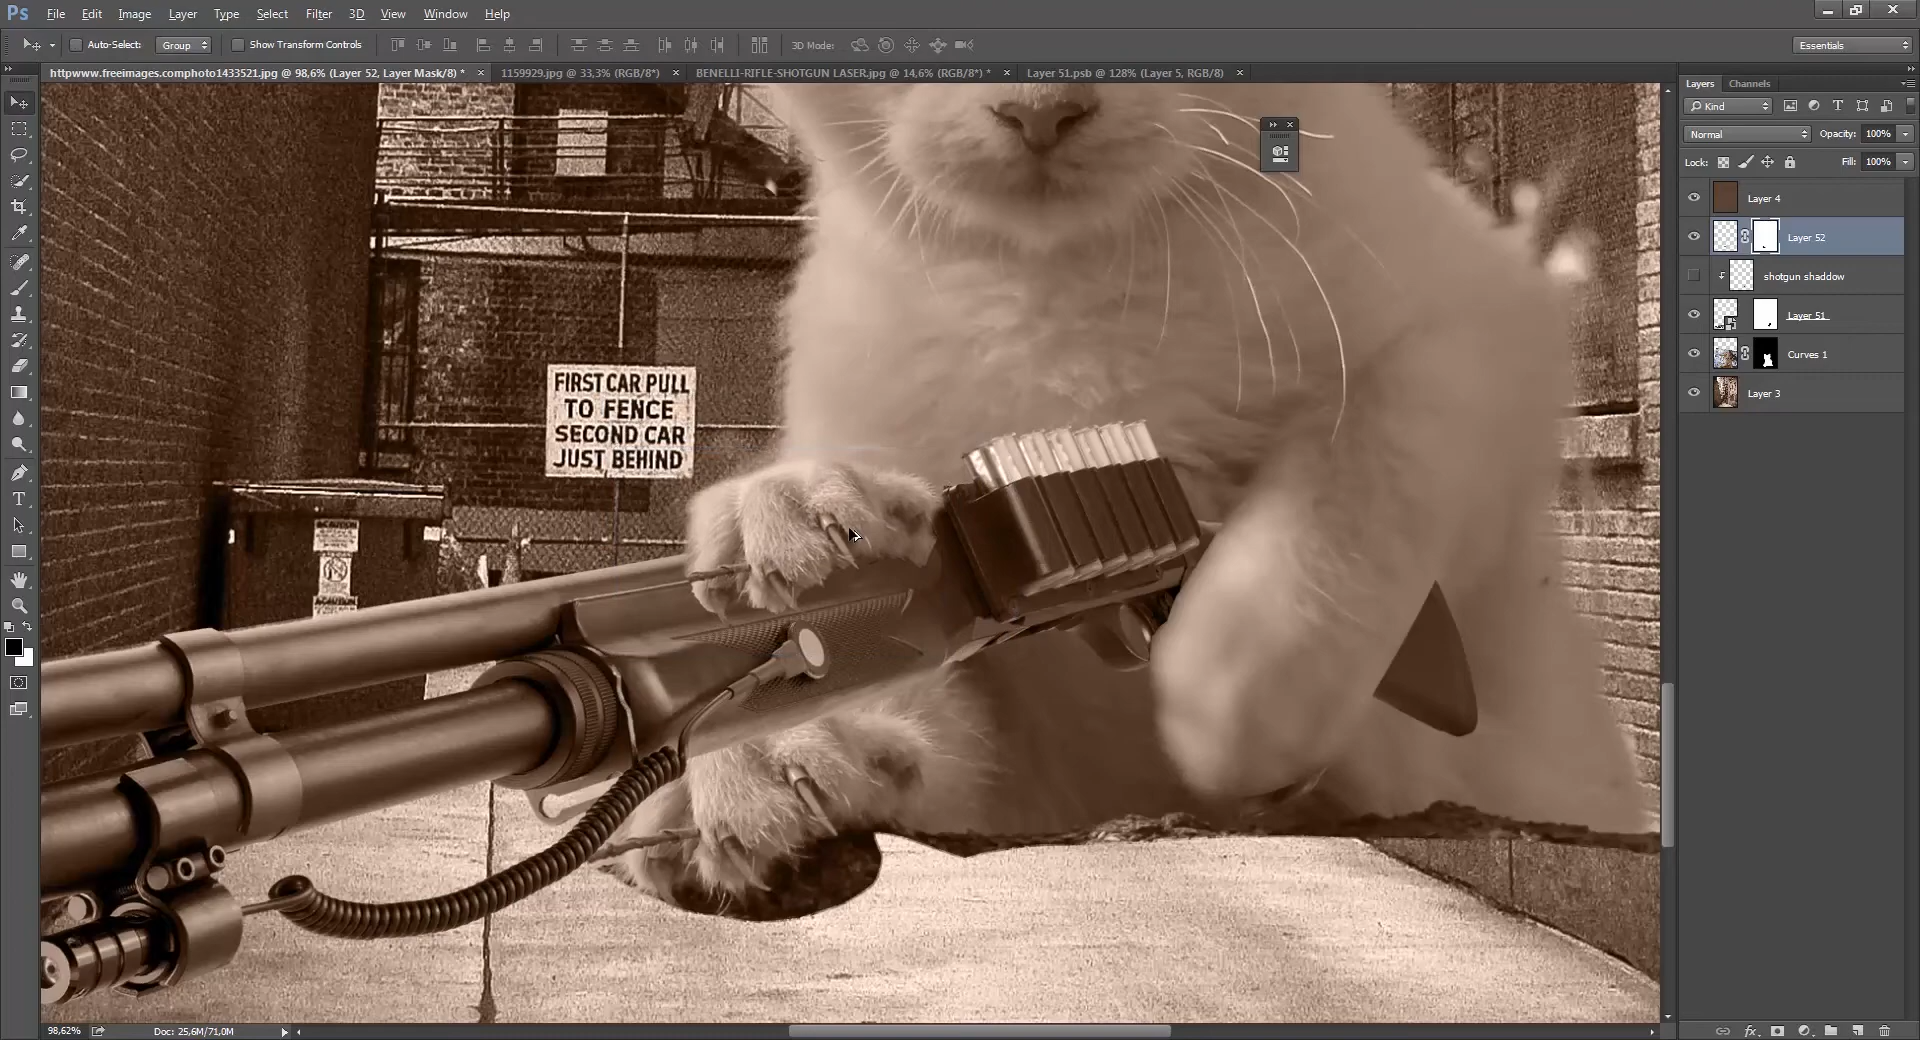 Ps File Edit Image Layer Type Select Filter 3D View Window Help
Auto-Select: Group Show Transform Controls 3D Mode: Essentials
httpwww.freeimages.comphoto1433521.jpg @ 98,6% (Layer 52, Layer Mask/8) * 1159929.jpg @ 33,3% (RGB/8*) BENELLI-RIFLE-SHOTGUN LASER.jpg @ 14,6% (RGB/8*) * Layer 51.psb @ 128% (Layer 5, RGB/8)
Layers Channels
Kind
Normal Opacity: 100%
Lock: Fill: 100%
Layer 4
Layer 52
shotgun shaddow
Layer 51
Curves 1
Layer 3
FIRST CAR PULL
TO FENCE
SECOND CAR
JUST BEHIND
98,62% Doc: 25,6M/71,0M